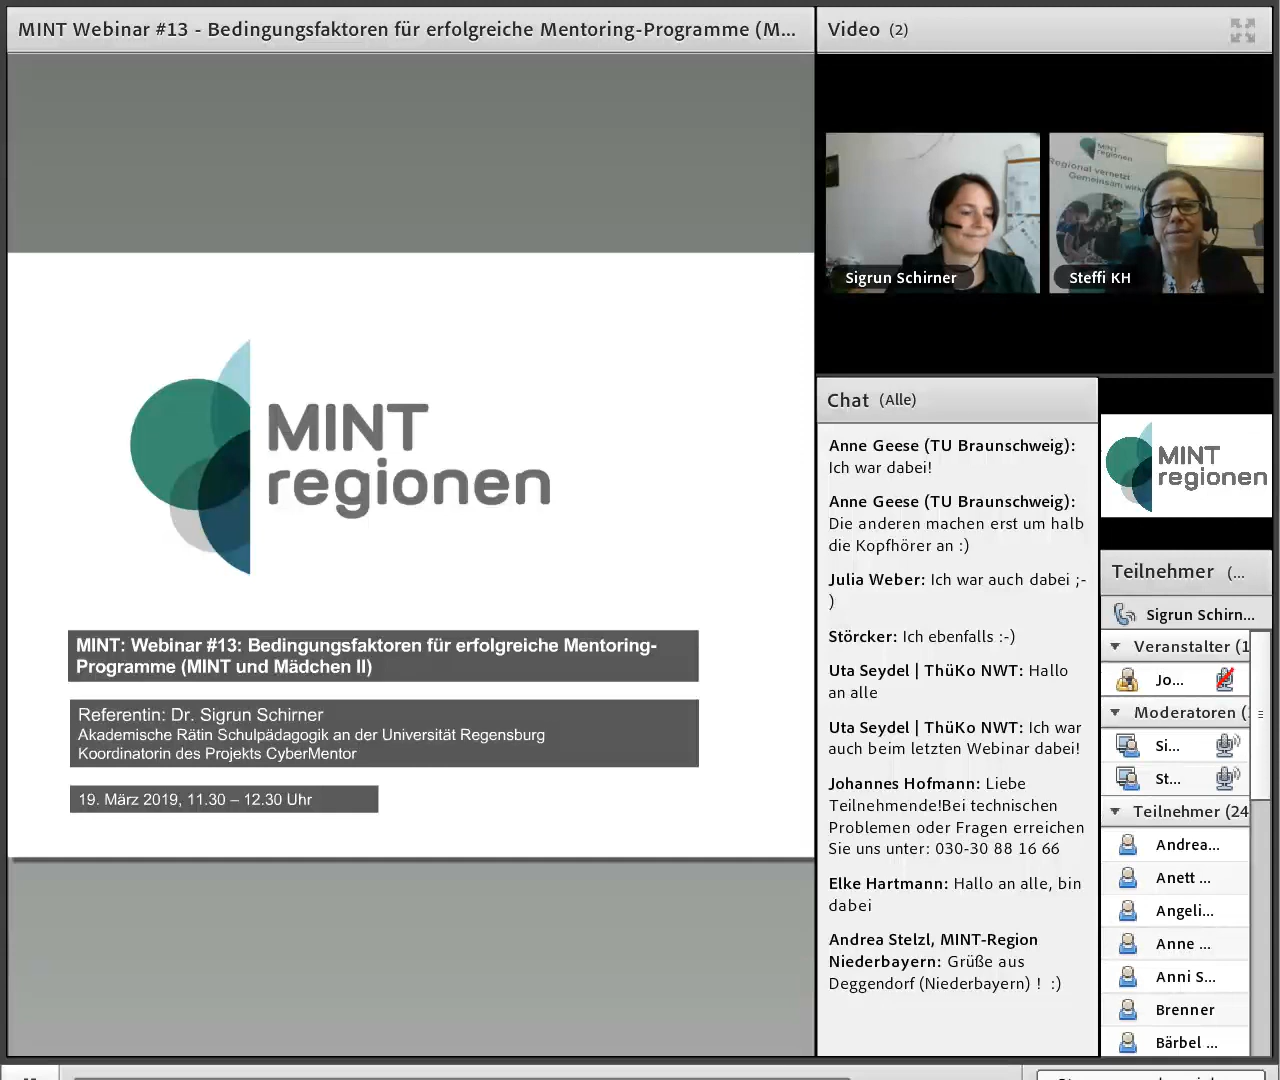 MINT Webinar #13 - Bedingungsfaktoren für erfolgreiche Mentoring-Programme (M...
MINT
regionen
MINT: Webinar #13: Bedingungsfaktoren für erfolgreiche Mentoring-
Programme (MINT und Mädchen II)
Referentin: Dr. Sigrun Schirner
Akademische Rätin Schulpädagogik an der Universität Regensburg
Koordinatorin des Projekts CyberMentor
19. März 2019, 11.30 – 12.30 Uhr
Video (2)
Sigrun Schirner
MINT
regionen
Regional vernetzt
Gemeinsam
Steffi KH
Chat (Alle)
Anne Geese (TU Braunschweig):
Ich war dabei!
Anne Geese (TU Braunschweig):
Die anderen machen erst um halb
die Kopfhörer an :)
Julia Weber: Ich war auch dabei ;-
)
Störcker: Ich ebenfalls :-)
Uta Seydel | ThüKo NWT: Hallo
an alle
Uta Seydel | ThüKo NWT: Ich war
auch beim letzten Webinar dabei!
Johannes Hofmann: Liebe
Teilnehmende!Bei technischen
Problemen oder Fragen erreichen
Sie uns unter: 030-30 88 16 66
Elke Hartmann: Hallo an alle, bin
dabei
Andrea Stelzl, MINT-Region
Niederbayern: Grüße aus
Deggendorf (Niederbayern) ! :)
MINT
regionen
Teilnehmer (...
Sigrun Schirn...
Veranstalter (1
Jo...
Moderatoren (
Si...
St...
Teilnehmer (24
Andrea...
Anett ...
Angeli...
Anne ...
Anni S...
Brenner
Bärbel ...